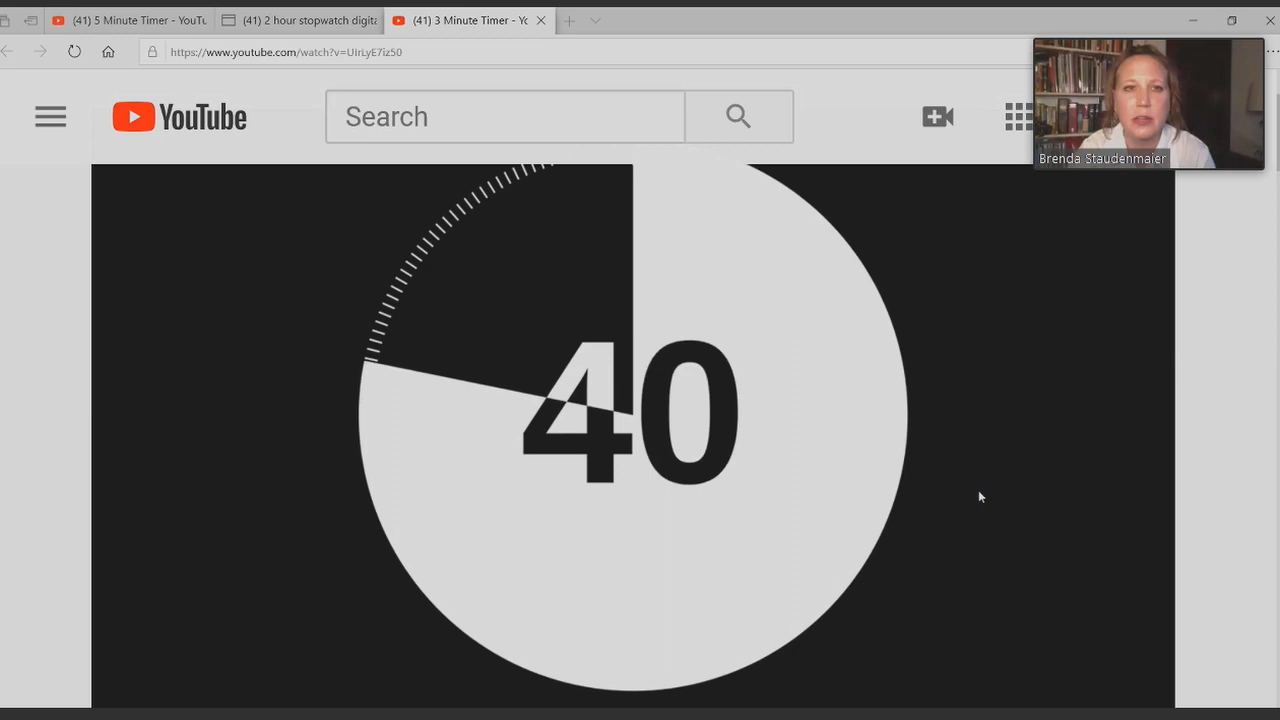 (41) 5 Minute Timer - YouTu
(41) 2 hour stopwatch digita
(41) 3 Minute Timer - Yo
https://www.youtube.com/watch?v=UIrLyE7iz50
YouTube
Search
Brenda Staudenmaier
40